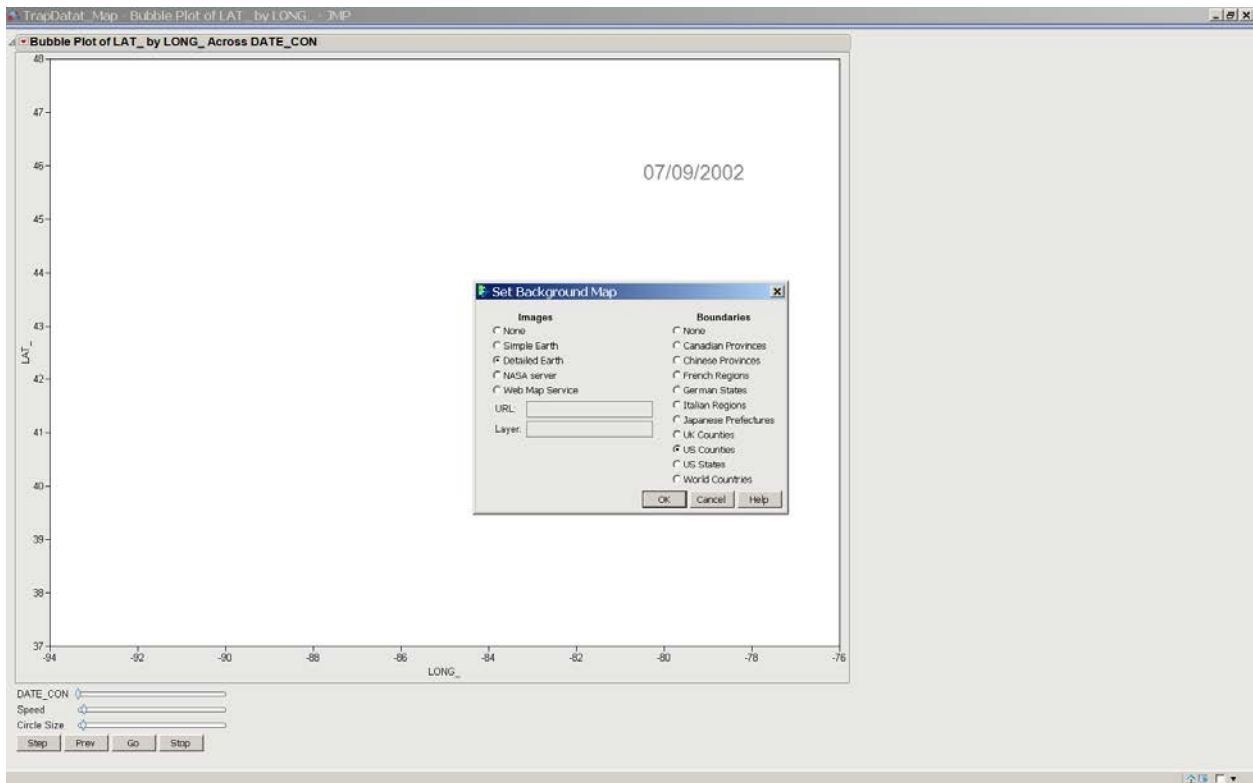 TrapDatat_Map - Bubble Plot of LAT_ by LONG_ - JMP
Bubble Plot of LAT_ by LONG_ Across DATE_CON
48
47
46
07/09/2002
45
44
Set Background Map
Images
Boundaries
None
None
Simple Earth
Canadian Provinces
Detailed Earth
Chinese Provinces
NASA server
French Regions
Web Map Service
German States
URL:
Italian Regions
Japanese Prefectures
Layer:
UK Counties
US Counties
US States
World Countries
OK Cancel Help
43
LAT_
42
41
40
39
38
37
-94 -92 -90 -88 -86 -84 -82 -80 -78 -76
LONG_
DATE_CON
Speed
Circle Size
Step Prev Go Stop